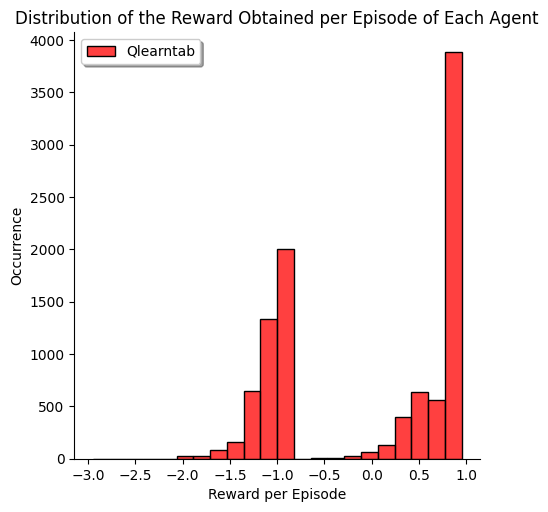 Distribution of the Reward Obtained per Episode of Each Agent
Qlearntab
4000
3500
3000
2500
2000
1500
1000
500
0
Occurrence
−3.0 −2.5 −2.0 −1.5 −1.0 −0.5 0.0 0.5 1.0
Reward per Episode